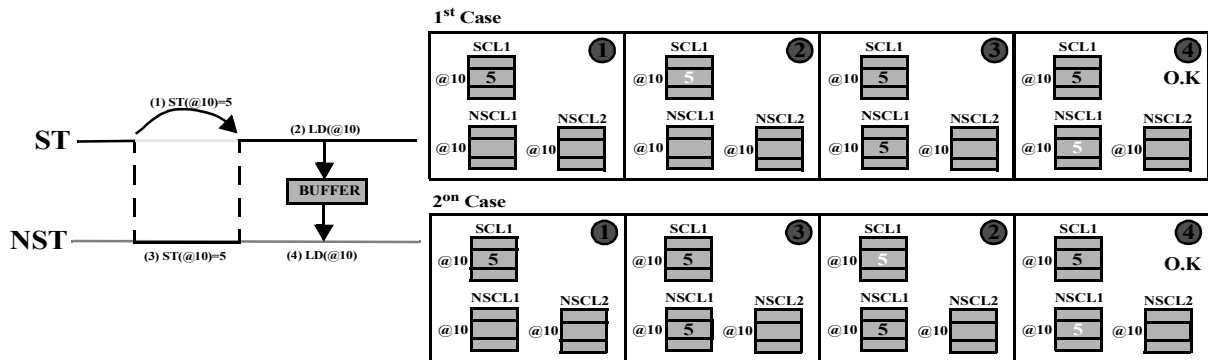 (1) ST(@10)=5
ST
(2) LD(@10)
BUFFER
NST
(3) ST(@10)=5
(4) LD(@10)
1st Case
1
SCL1
@10 5
NSCL1
@10
NSCL2
@10
2
SCL1
@10 5
NSCL1
@10
NSCL2
@10
3
SCL1
@10 5
NSCL1
@10 5
NSCL2
@10
4
SCL1
@10 5
O.K
NSCL1
@10 5
NSCL2
@10
2on Case
1
SCL1
@10 5
NSCL1
@10
NSCL2
@10
3
SCL1
@10 5
NSCL1
@10 5
NSCL2
@10
2
SCL1
@10 5
NSCL1
@10 5
NSCL2
@10
4
SCL1
@10 5
O.K
NSCL1
@10 5
NSCL2
@10